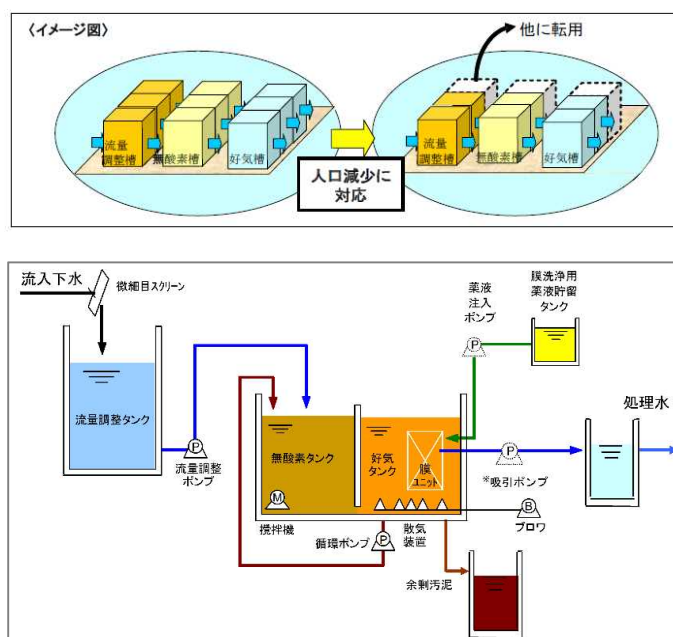 〈イメージ図〉
他に転用
流量
調整槽
無酸素槽
好気槽
人口減少に
対応
流量
調整槽
無酸素槽
好気槽
流入下水
微細目スクリーン
薬液
注入
ポンプ
膜洗浄用
薬液貯留
タンク
P
処理水
流量調整タンク
P
流量調整
ポンプ
無酸素タンク
好気
タンク
膜
ユニット
P
*吸引ポンプ
M
攪拌機
循環ポンプ
P
散気
装置
B
ブロワ
余剰汚泥